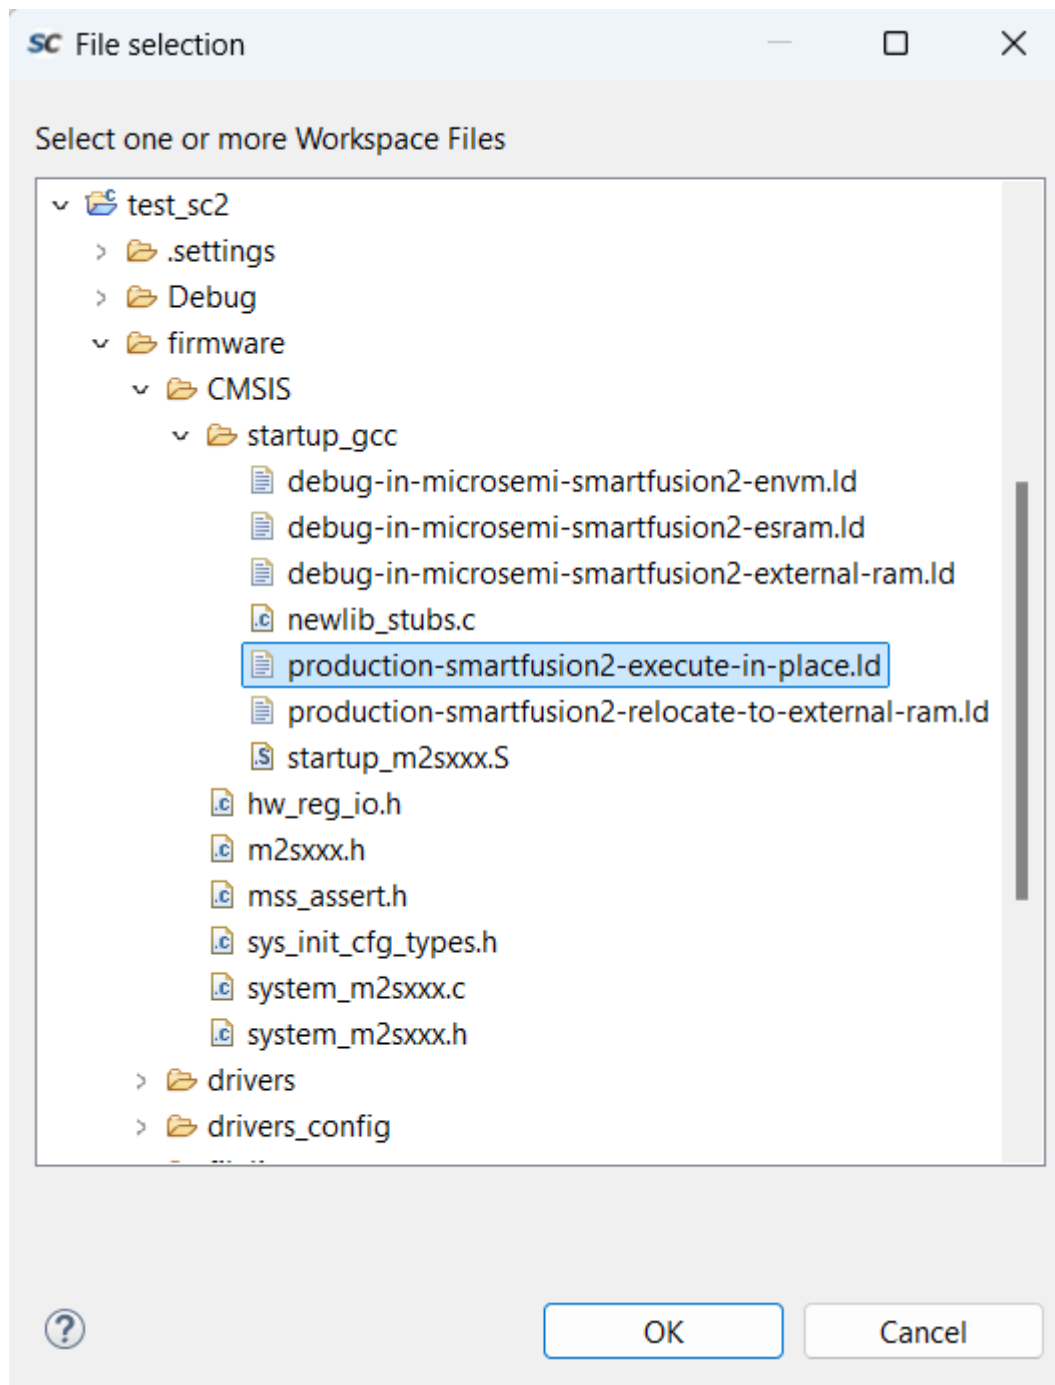 SC File selection
Select one or more Workspace Files
test_sc2
.settings
Debug
firmware
CMSIS
startup_gcc
debug-in-microsemi-smartfusion2-envm.ld
debug-in-microsemi-smartfusion2-esram.ld
debug-in-microsemi-smartfusion2-external-ram.ld
newlib_stubs.c
production-smartfusion2-execute-in-place.ld
production-smartfusion2-relocate-to-external-ram.ld
startup_m2sxxx.S
hw_reg_io.h
m2sxxx.h
mss_assert.h
sys_init_cfg_types.h
system_m2sxxx.c
system_m2sxxx.h
drivers
drivers_config
OK Cancel